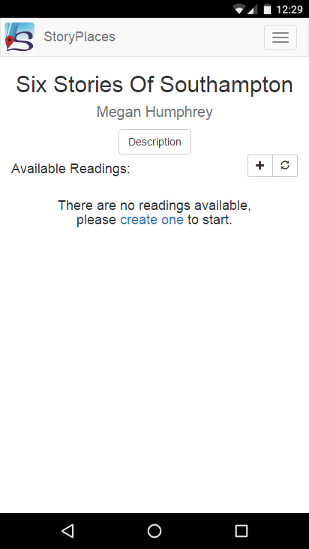 12:29
StoryPlaces
Six Stories Of Southampton
Megan Humphrey
Description
Available Readings:
There are no readings available,
please create one to start.